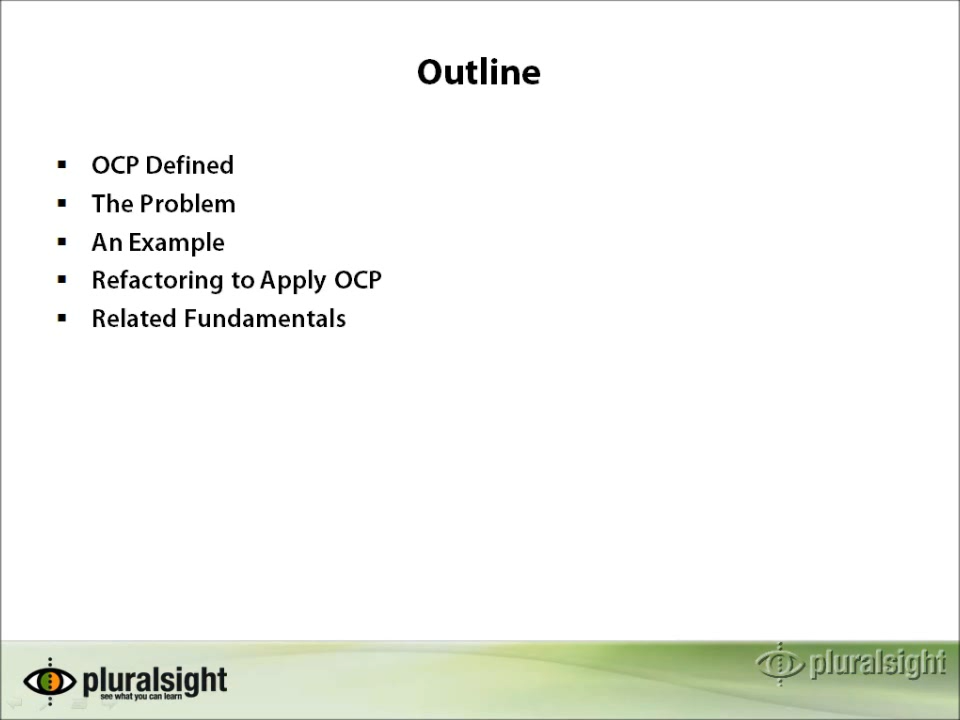 Outline
▪ OCP Defined
▪ The Problem
▪ An Example
▪ Refactoring to Apply OCP
▪ Related Fundamentals
pluralsight
see what you can learn
pluralsight